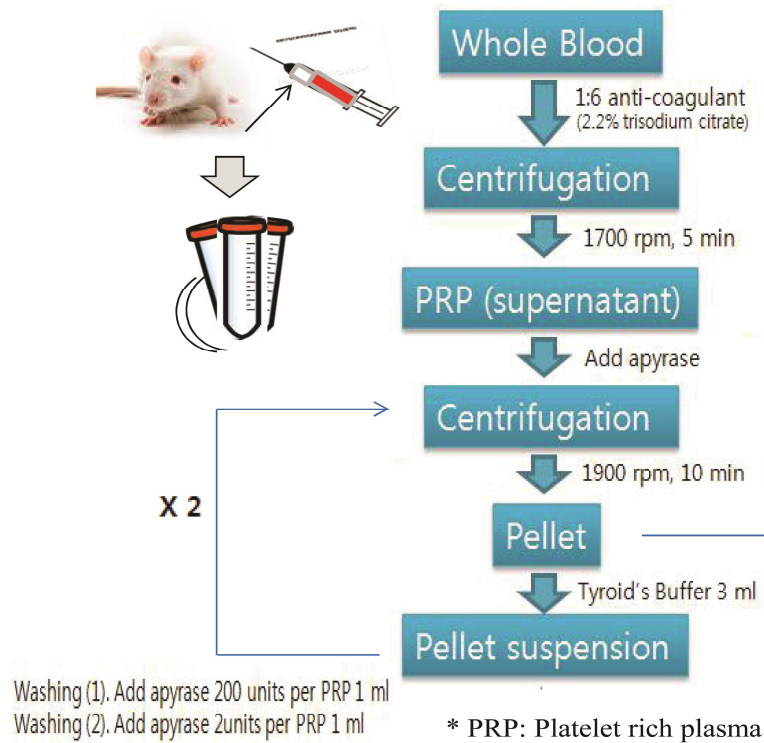 Whole Blood
1:6 anti-coagulant
(2.2% trisodium citrate)
Centrifugation
1700 rpm, 5 min
PRP (supernatant)
Add apyrase
Centrifugation
1900 rpm, 10 min
X 2
Pellet
Tyroid's Buffer 3 ml
Pellet suspension
Washing (1). Add apyrase 200 units per PRP 1 ml
Washing (2). Add apyrase 2units per PRP 1 ml
* PRP: Platelet rich plasma